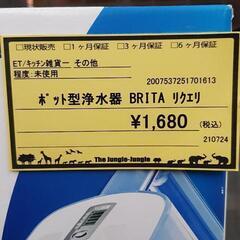 □現状販売 □1ヶ月保証 □3ヶ月保証 □6ヶ月保証
ET/キッチン雑貨ー その他
程度:未使用
2007537251701613
ポット型浄水器 BRITA リクエリ
¥1,680 (税込)
210724
The Jungle-Jungle